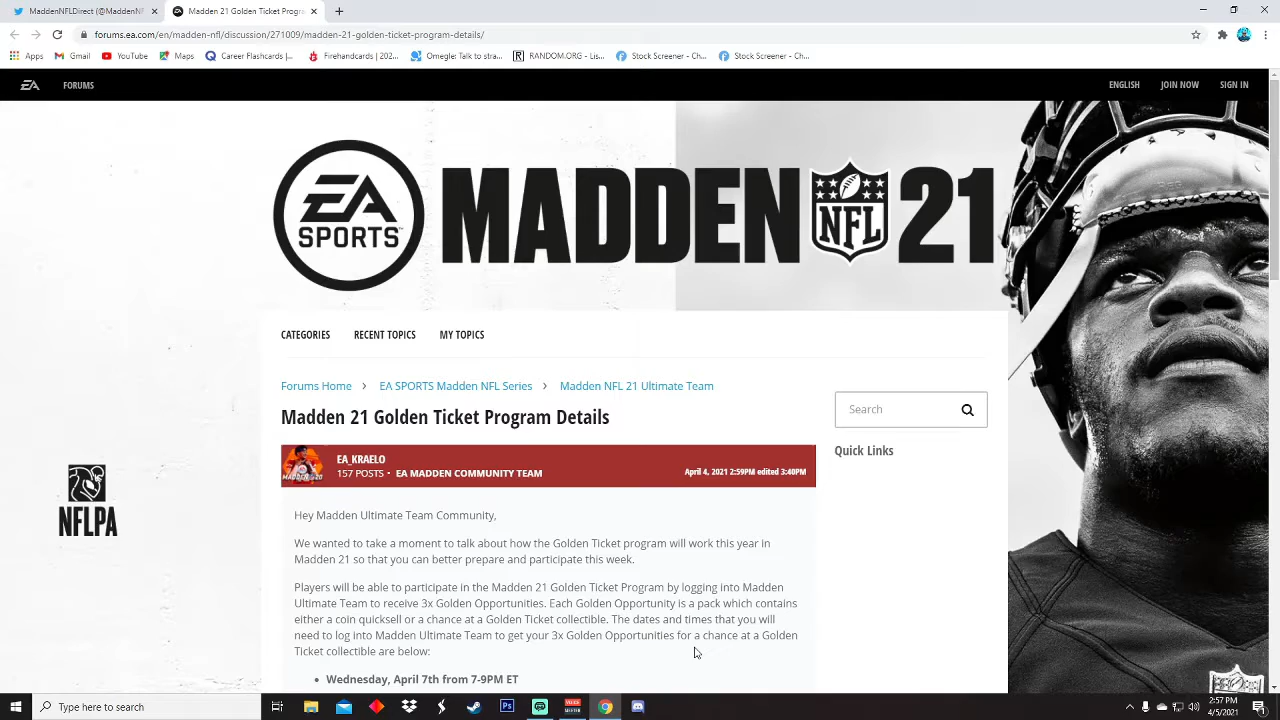 MaddenNFLDirect@F
Madden 21 Golden Ticket Progra
forums.ea.com/en/madden-nfl/discussion/271009/madden-21-golden-ticket-program-details/
Apps
Gmail
YouTube
Maps
Career Flashcards |...
Firehandcards | 202...
Omegle: Talk to stra...
RANDOM.ORG - Lis...
Stock Screener - Ch...
Stock Screener - Ch...
EA
FORUMS
ENGLISH
JOIN NOW
SIGN IN
EA SPORTS MADDEN NFL 21
CATEGORIES
RECENT TOPICS
MY TOPICS
Forums Home › EA SPORTS Madden NFL Series › Madden NFL 21 Ultimate Team
Search
Madden 21 Golden Ticket Program Details
Quick Links
EA_KRAELO
157 POSTS • EA MADDEN COMMUNITY TEAM
April 4, 2021 2:59PM edited 3:40PM
MADDEN 20
NFLPA
Hey Madden Ultimate Team Community,
We wanted to take a moment to talk about how the Golden Ticket program will work this year in
Madden 21 so that you can better prepare and participate this week.
Players will be able to participate in the Madden 21 Golden Ticket Program by logging into Madden
Ultimate Team to receive 3x Golden Opportunities. Each Golden Opportunity is a pack which contains
either a coin quicksell or a chance at a Golden Ticket collectible. The dates and times that you will
need to log into Madden Ultimate Team to get your 3x Golden Opportunities for a chance at a Golden
Ticket collectible are below:
• Wednesday, April 7th from 7-9PM ET
Type here to search
2:57 PM
4/5/2021